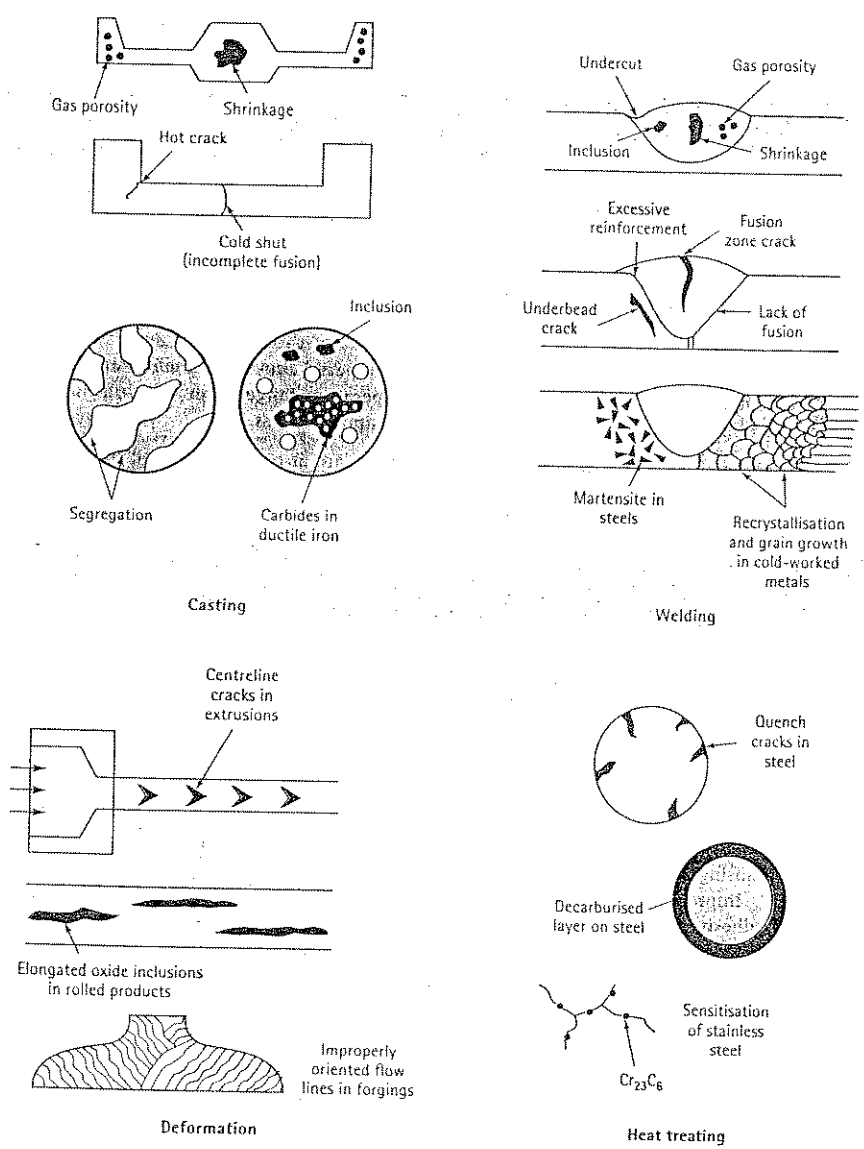 Gas porosity
Shrinkage
Hot crack
Cold shut
(incomplete fusion)
Inclusion
Segregation
Carbides in
ductile iron
Casting
Undercut
Gas porosity
Inclusion
Shrinkage
Excessive
reinforcement
Fusion
zone crack
Underbead
crack
Lack of
fusion
Martensite in
steels
Recrystallisation
and grain growth
in cold-worked
metals
Welding
Centreline
cracks in
extrusions
Elongated oxide inclusions
in rolled products
Improperly
oriented flow
lines in forgings
Deformation
Quench
cracks in
steel
Decarburised
layer on steel
Sensitisation
of stainless
steel
Cr₂₃C₆
Heat treating